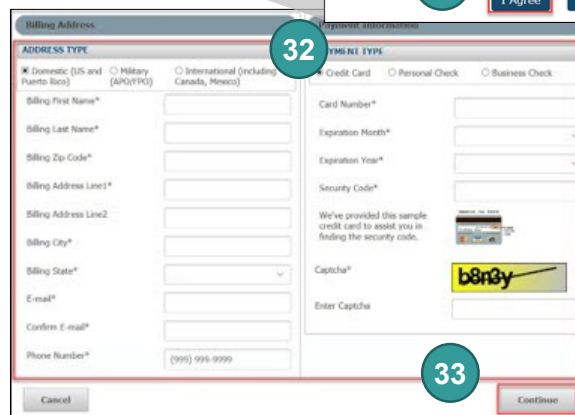 I Agree
Billing Address
Payment Information
32
ADDRESS TYPE
PAYMENT TYPE
Domestic (US and Puerto Rico)
Military (APO/FPO)
International (including Canada, Mexico)
Credit Card
Personal Check
Business Check
Billing First Name*
Card Number*
Billing Last Name*
Expiration Month*
Billing Zip Code*
Expiration Year*
Billing Address Line1*
Security Code*
Billing Address Line2
We've provided this sample
credit card to assist you in
finding the security code.
Billing City*
Billing State*
Captcha*
b8n3y
E-mail*
Enter Captcha
Confirm E-mail*
Phone Number*
(999) 999-9999
33
Cancel
Continue